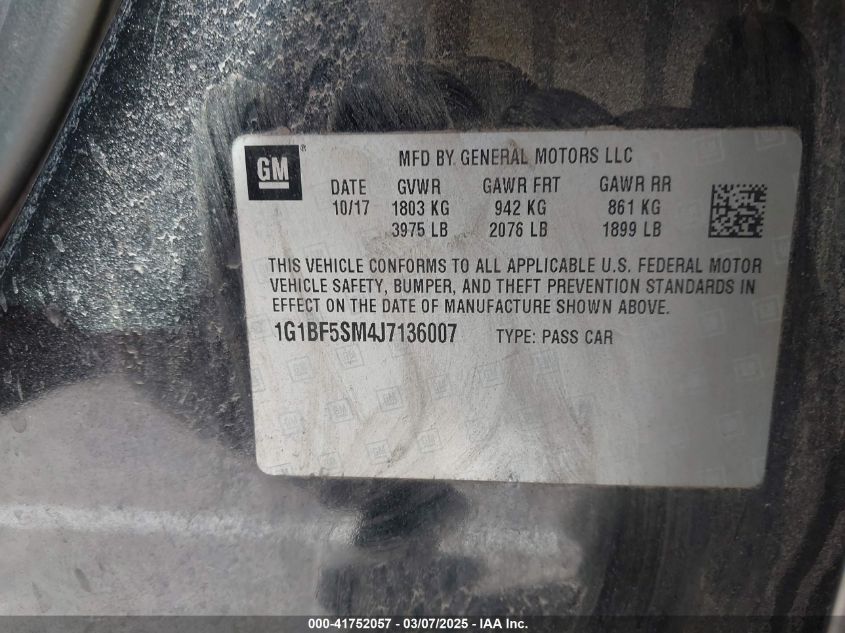 GM ®
MFD BY GENERAL MOTORS LLC
DATE GVWR GAWR FRT GAWR RR
10/17 1803 KG 942 KG 861 KG
3975 LB 2076 LB 1899 LB
THIS VEHICLE CONFORMS TO ALL APPLICABLE U.S. FEDERAL MOTOR
VEHICLE SAFETY, BUMPER, AND THEFT PREVENTION STANDARDS IN
EFFECT ON THE DATE OF MANUFACTURE SHOWN ABOVE.
1G1BF5SM4J7136007 TYPE: PASS CAR
000-41752057 - 03/07/2025 - IAA Inc.